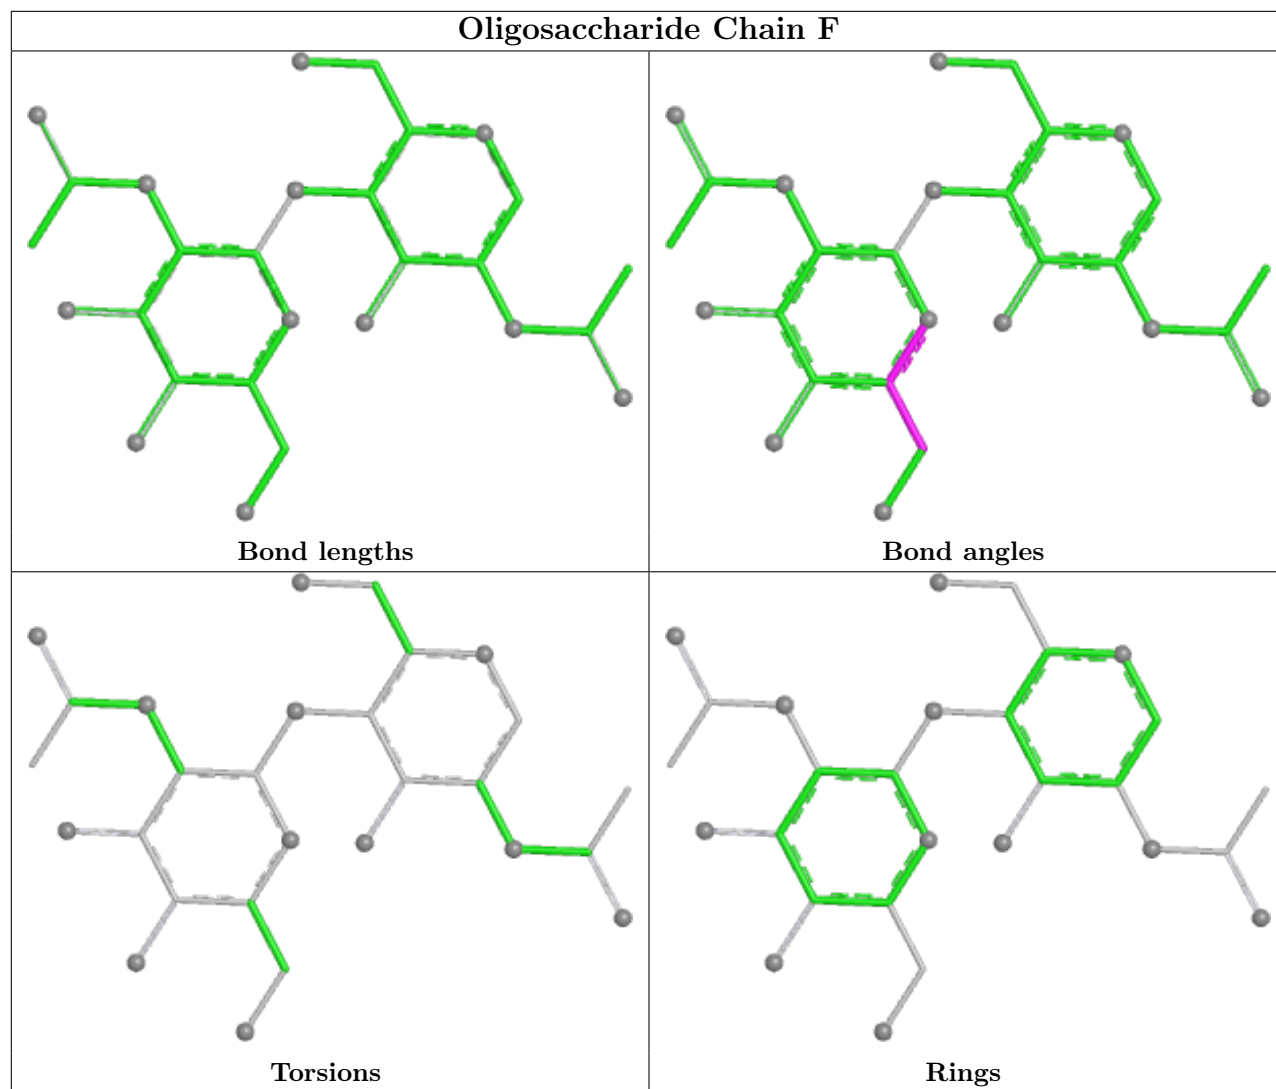 Oligosaccharide Chain F
Bond lengths
Bond angles
Torsions
Rings